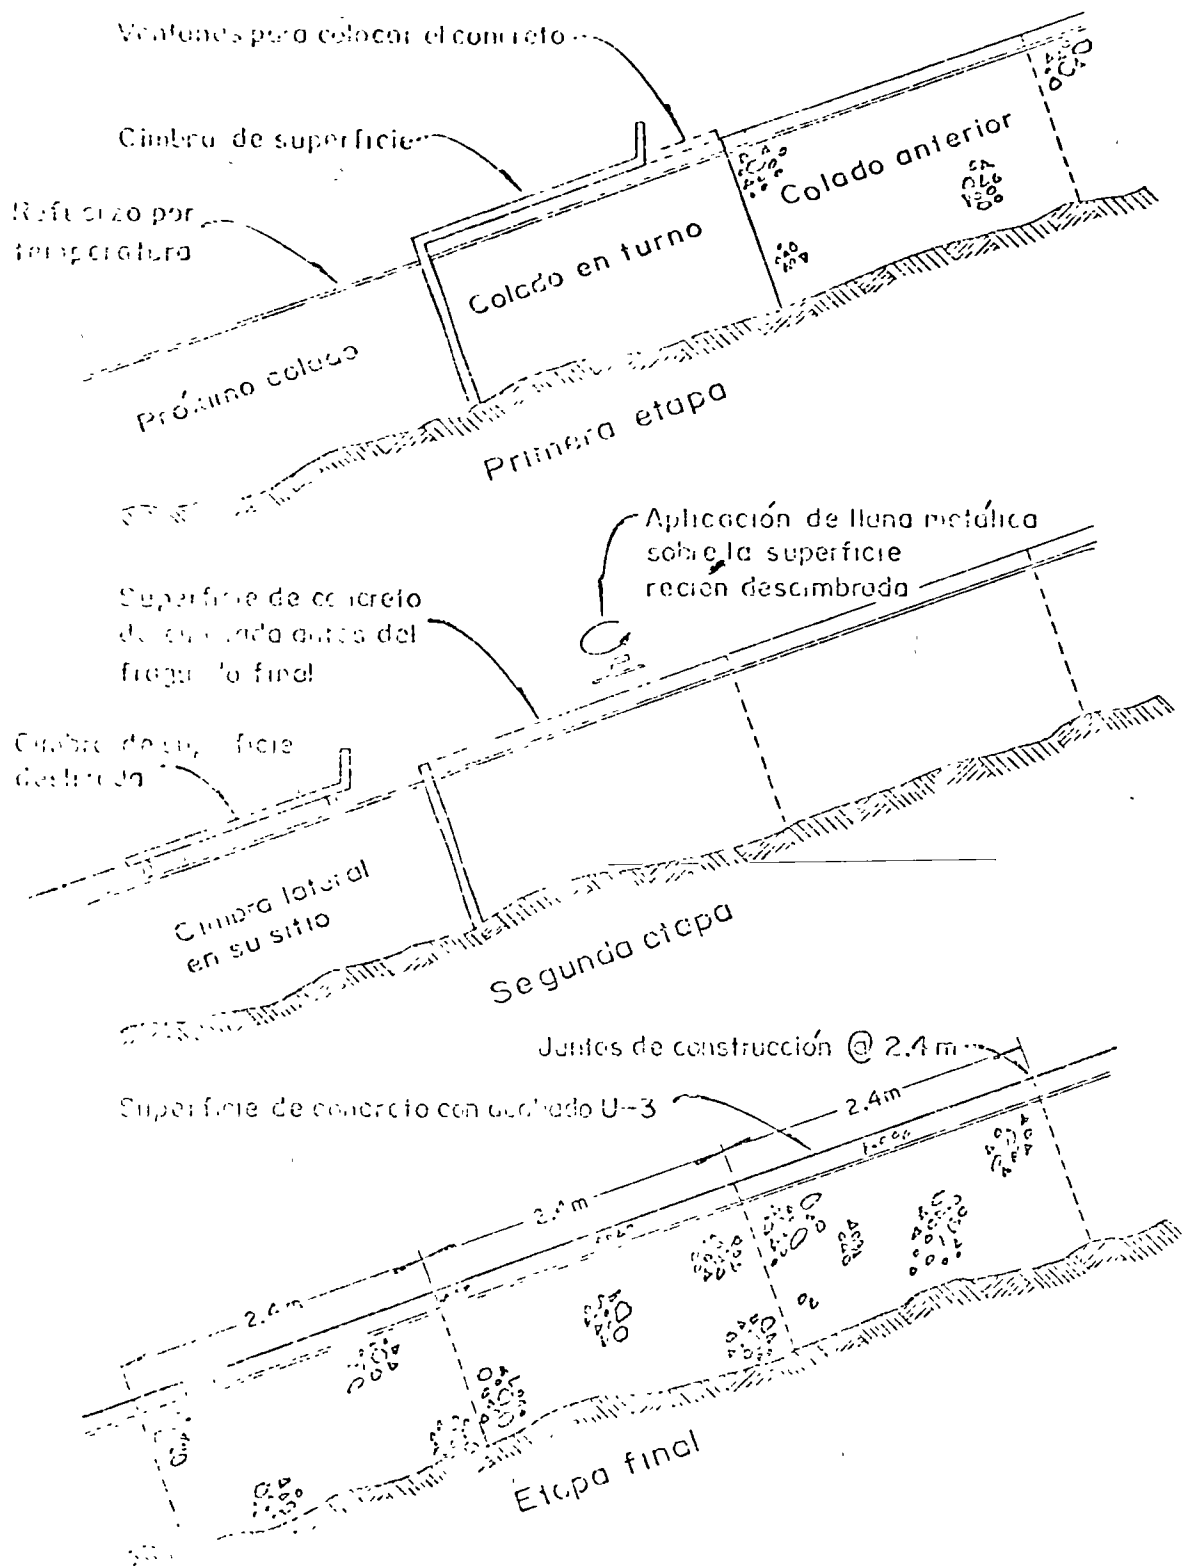 Ventanas para colocar el concreto
Cimbra de superficie
Refuerzo por
temperatura
Colado anterior
Colado en turno
Próximo colado
Primera etapa
Aplicación de llana metálica
sobre la superficie
recién descimbrada
Superficie de concreto
antes del
final
Cimbra de superficie
Cimbra lateral
en su sitio
Segunda etapa
Juntas de construcción @ 2.4 m
2.4 m
Superficie de concreto con acabado U-3
2.4 m
2.4 m
Etapa final